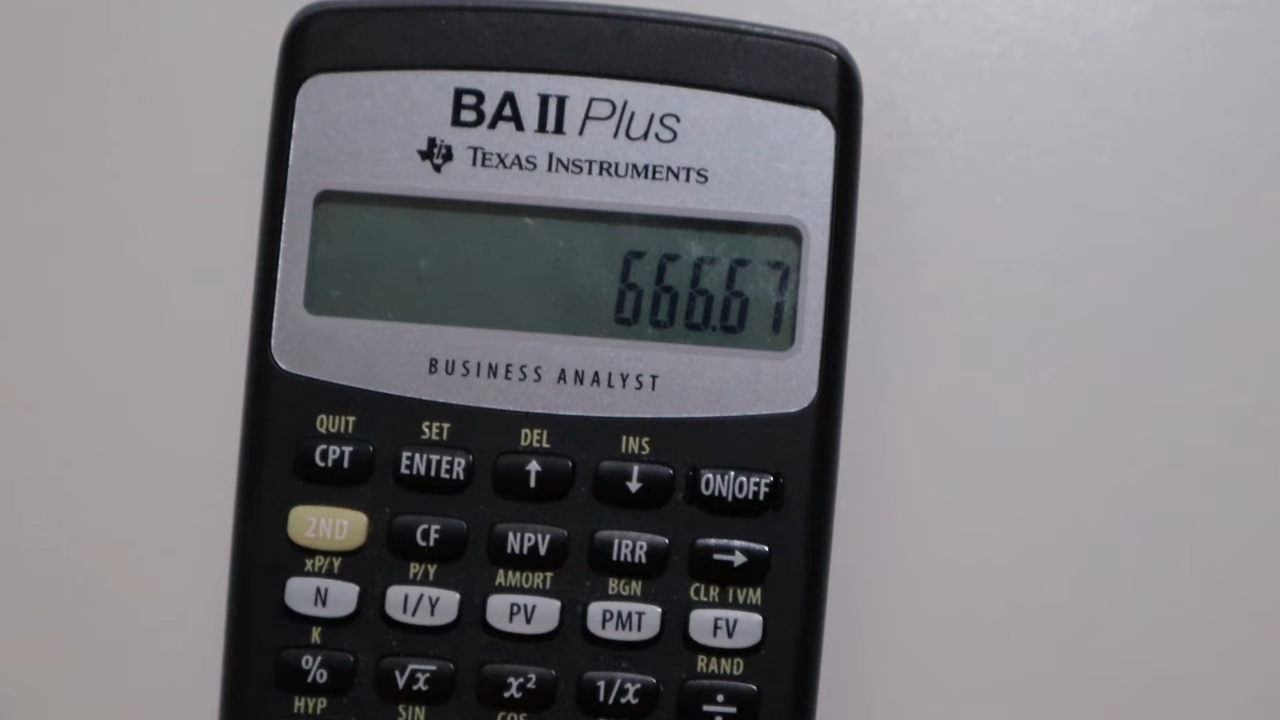 BA II Plus
TEXAS INSTRUMENTS
666.67
BUSINESS ANALYST
QUIT SET DEL INS
CPT ENTER ↑ ↓ ON|OFF
2ND CF NPV IRR →
xP/Y P/Y AMORT BGN CLR TVM
N I/Y PV PMT FV
K RAND
% √x x² 1/x ÷
HYP SIN COS